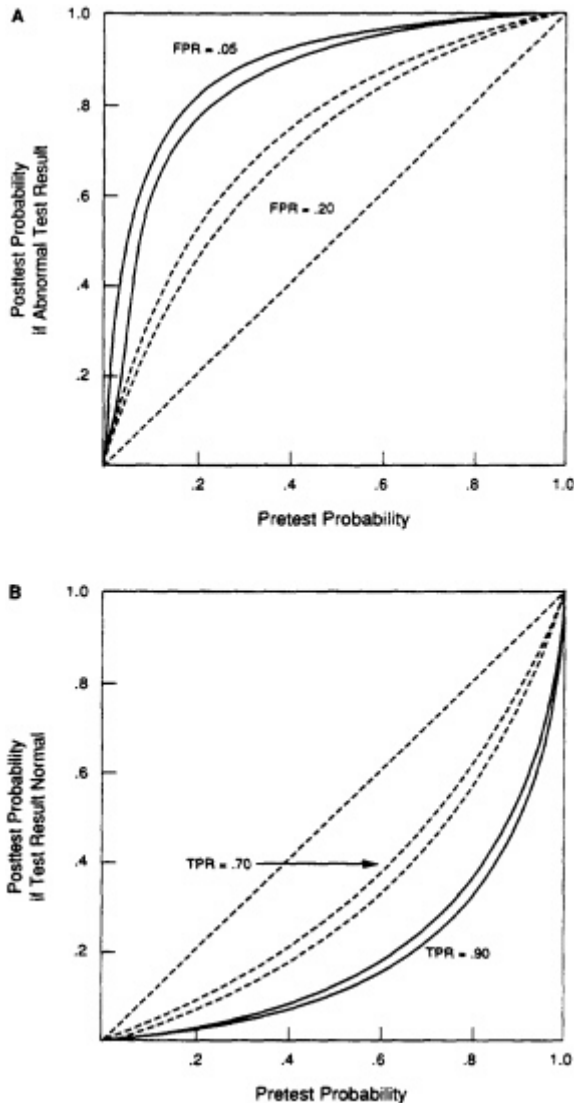 A
1.0
FPR = .05
.8
.6
FPR = .20
.4
.2
Posttest Probability
if Abnormal Test Result
.2
.4
.6
.8
1.0
Pretest Probability
B
1.0
.8
.6
TPR = .70
.4
.2
TPR = .90
Posttest Probability
if Test Result Normal
.2
.4
.6
.8
1.0
Pretest Probability